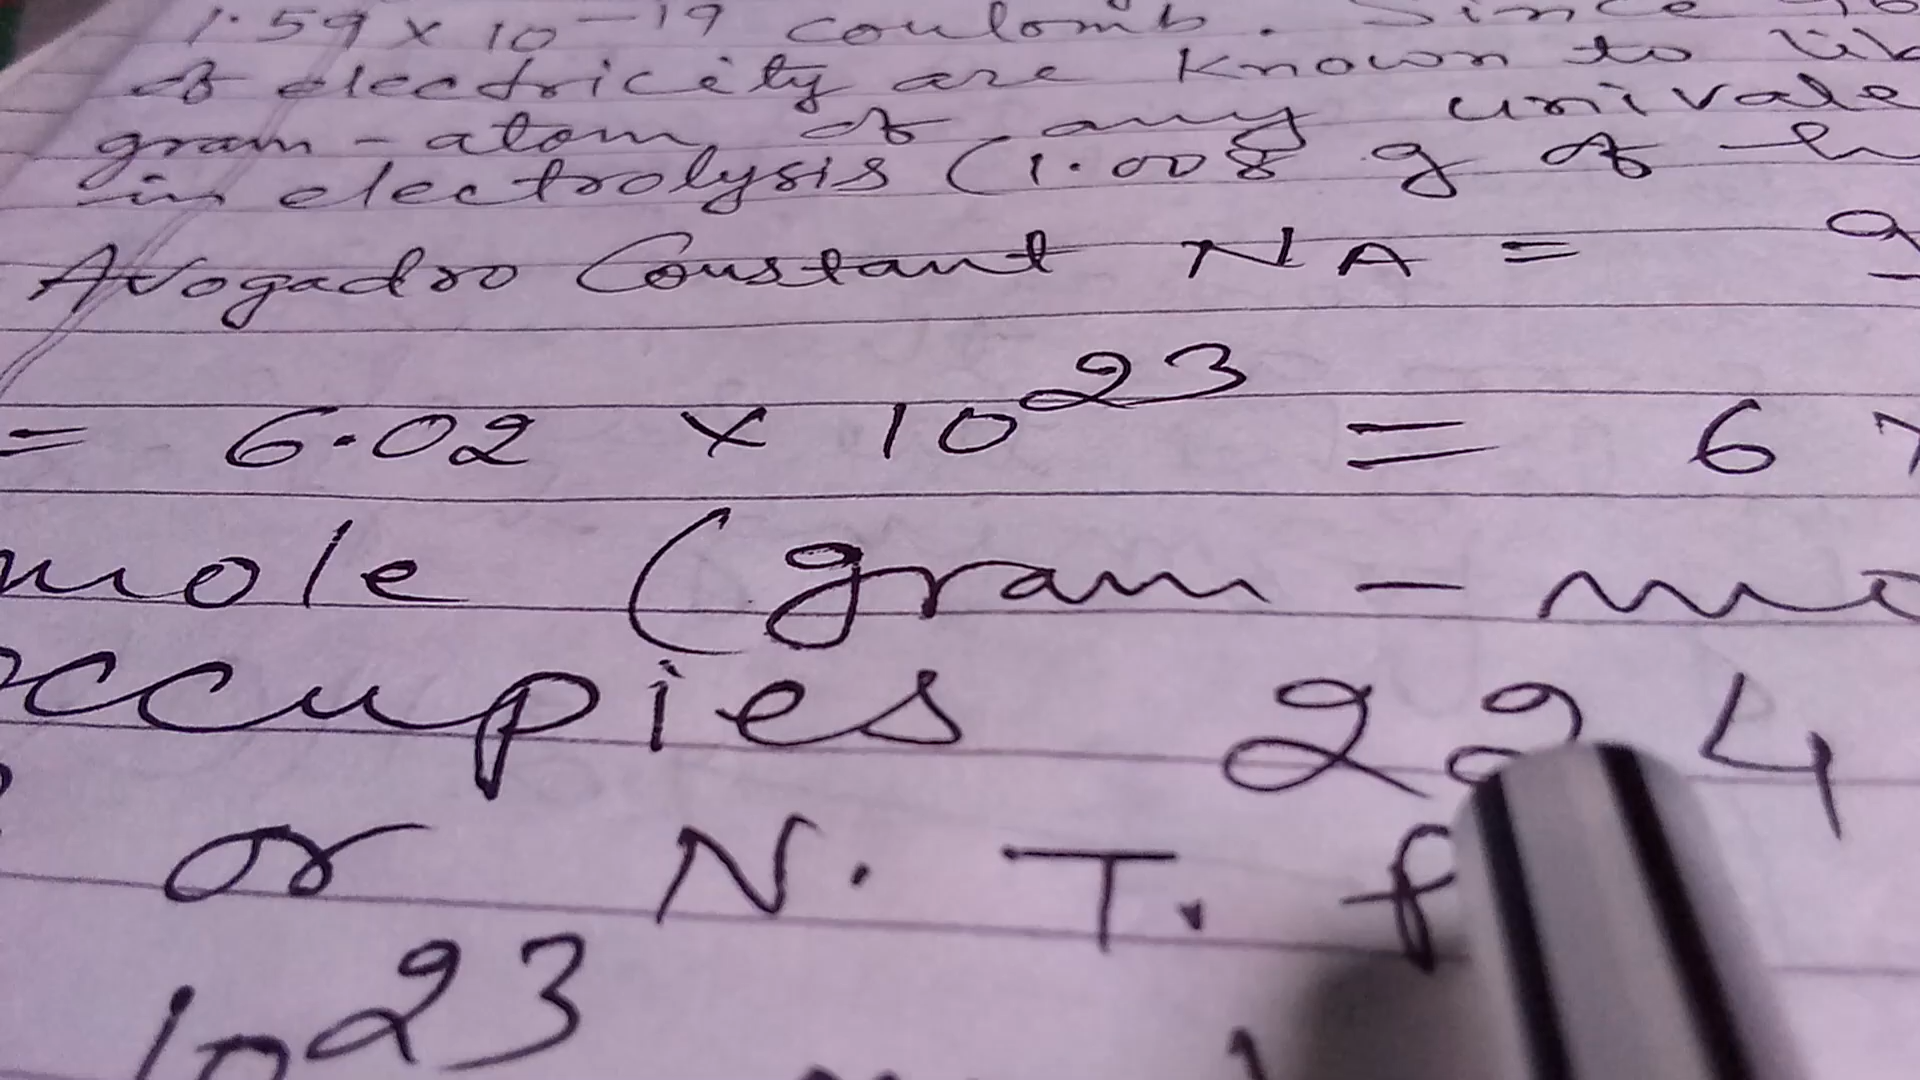 1.59 x 10-19 coulomb. Since
of electricity are known to
gram - atom of any univale
in electrolysis (1.008 g of
Avogadro Constant NA =
= 6.02 x 10 23 = 6
mole (gram -
occupies 22 4
or N. T. P
10 23